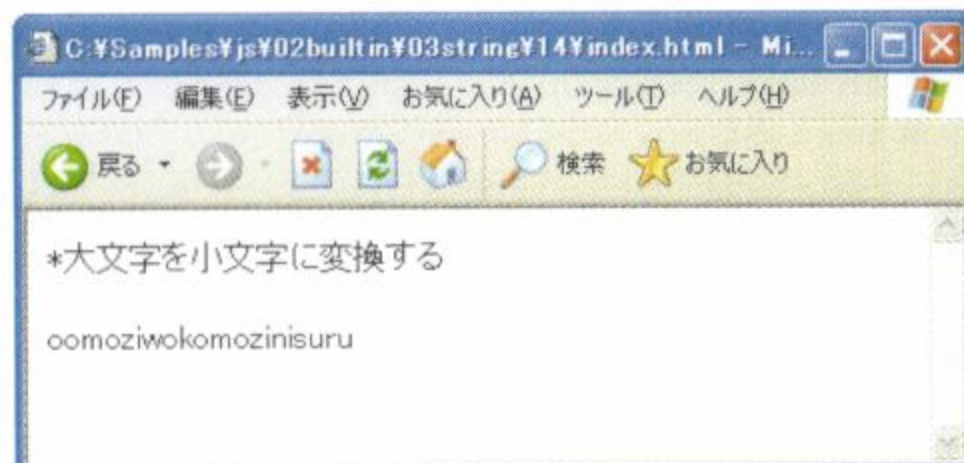 C:¥Samples¥js¥02builtin¥03string¥14¥index.html - Mi...
ファイル(F) 編集(E) 表示(V) お気に入り(A) ツール(T) ヘルプ(H)
戻る 検索 お気に入り
*大文字を小文字に変換する
oomoziwokomozinisuru